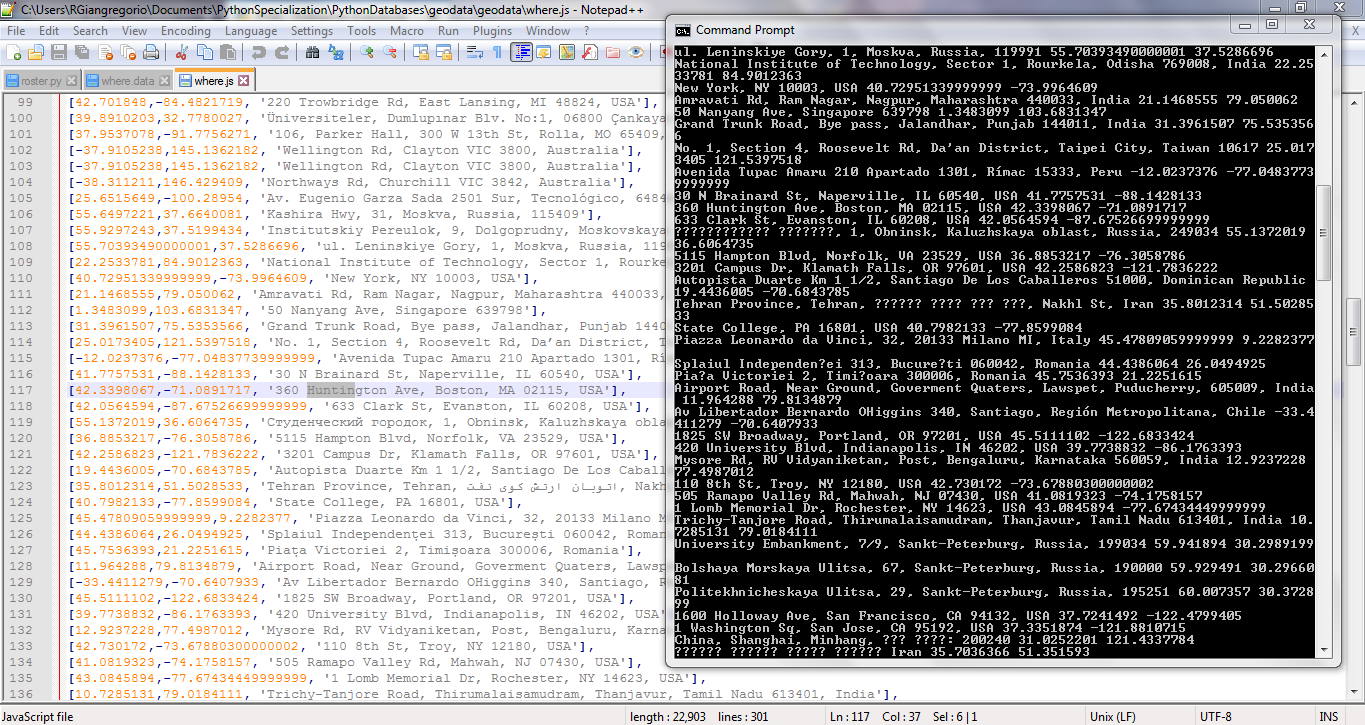 C:\Users\RGiangregorio\Documents\PythonSpecialization\PythonDatabases\geodata\geodata\where.js - Notepad++
File Edit Search View Encoding Language Settings Tools Macro Run Plugins Window ? X
roster.py where.data where.js
99 [42.701848,-84.4821719, '220 Trowbridge Rd, East Lansing, MI 48824, USA'],
100 [39.8910203,32.7780027, 'Üniversiteler, Dumlupınar Blv. No:1, 06800 Çankaya
101 [37.9537078,-91.7756271, '106, Parker Hall, 300 W 13th St, Rolla, MO 65409,
102 [-37.9105238,145.1362182, 'Wellington Rd, Clayton VIC 3800, Australia'],
103 [-37.9105238,145.1362182, 'Wellington Rd, Clayton VIC 3800, Australia'],
104 [-38.311211,146.429409, 'Northways Rd, Churchill VIC 3842, Australia'],
105 [25.6515649,-100.28954, 'Av. Eugenio Garza Sada 2501 Sur, Tecnológico, 6484
106 [55.6497221,37.6640081, 'Kashira Hwy, 31, Moskva, Russia, 115409'],
107 [55.9297243,37.5199434, 'Institutskiy Pereulok, 9, Dolgoprudny, Moskovskaya
108 [55.70393490000001,37.5286696, 'ul. Leninskiye Gory, 1, Moskva, Russia, 119
109 [22.2533781,84.9012363, 'National Institute of Technology, Sector 1, Rourke
110 [40.72951339999999,-73.9964609, 'New York, NY 10003, USA'],
111 [21.1468555,79.050062, 'Amravati Rd, Ram Nagar, Nagpur, Maharashtra 440033,
112 [1.3483099,103.6831347, '50 Nanyang Ave, Singapore 639798'],
113 [31.3961507,75.5353566, 'Grand Trunk Road, Bye pass, Jalandhar, Punjab 1440
114 [25.0173405,121.5397518, 'No. 1, Section 4, Roosevelt Rd, Da’an District, T
115 [-12.0237376,-77.04837739999999, 'Avenida Tupac Amaru 210 Apartado 1301, Rí
116 [41.7757531,-88.1428133, '30 N Brainard St, Naperville, IL 60540, USA'],
117 [42.3398067,-71.0891717, '360 Huntington Ave, Boston, MA 02115, USA'],
118 [42.0564594,-87.67526699999999, '633 Clark St, Evanston, IL 60208, USA'],
119 [55.1372019,36.6064735, 'Студенческий городок, 1, Obninsk, Kaluzhskaya obla
120 [36.8853217,-76.3058786, '5115 Hampton Blvd, Norfolk, VA 23529, USA'],
121 [42.2586823,-121.7836222, '3201 Campus Dr, Klamath Falls, OR 97601, USA'],
122 [19.4436005,-70.6843785, 'Autopista Duarte Km 1 1/2, Santiago De Los Caball
123 [35.8012314,51.5028533, 'Tehran Province, Tehran, اتوبان ارتش کوی نفت, Nakh
124 [40.7982133,-77.8599084, 'State College, PA 16801, USA'],
125 [45.47809059999999,9.2282377, 'Piazza Leonardo da Vinci, 32, 20133 Milano M
126 [44.4386064,26.0494925, 'Splaiul Independenței 313, București 060042, Roman
127 [45.7536393,21.2251615, 'Piața Victoriei 2, Timișoara 300006, Romania'],
128 [11.964288,79.8134879, 'Airport Road, Near Ground, Goverment Quaters, Lawsp
129 [-33.4411279,-70.6407933, 'Av Libertador Bernardo OHiggins 340, Santiago, R
130 [45.5111102,-122.6833424, '1825 SW Broadway, Portland, OR 97201, USA'],
131 [39.7738832,-86.1763393, '420 University Blvd, Indianapolis, IN 46202, USA'
132 [12.9237228,77.4987012, 'Mysore Rd, RV Vidyaniketan, Post, Bengaluru, Karna
133 [42.730172,-73.67880300000002, '110 8th St, Troy, NY 12180, USA'],
134 [41.0819323,-74.1758157, '505 Ramapo Valley Rd, Mahwah, NJ 07430, USA'],
135 [43.0845894,-77.67434449999999, '1 Lomb Memorial Dr, Rochester, NY 14623, USA'],
136 [10.7285131,79.0184111, 'Trichy-Tanjore Road, Thirumalaisamudram, Thanjavur, Tamil Nadu 613401, India'],
Command Prompt
ul. Leninskiye Gory, 1, Moskva, Russia, 119991 55.70393490000001 37.5286696
National Institute of Technology, Sector 1, Rourkela, Odisha 769008, India 22.25
33781 84.9012363
New York, NY 10003, USA 40.72951339999999 -73.9964609
Amravati Rd, Ram Nagar, Nagpur, Maharashtra 440033, India 21.1468555 79.050062
50 Nanyang Ave, Singapore 639798 1.3483099 103.6831347
Grand Trunk Road, Bye pass, Jalandhar, Punjab 144011, India 31.3961507 75.535356
6
No. 1, Section 4, Roosevelt Rd, Da’an District, Taipei City, Taiwan 10617 25.017
3405 121.5397518
Avenida Tupac Amaru 210 Apartado 1301, Rímac 15333, Peru -12.0237376 -77.0483773
9999999
30 N Brainard St, Naperville, IL 60540, USA 41.7757531 -88.1428133
360 Huntington Ave, Boston, MA 02115, USA 42.3398067 -71.0891717
633 Clark St, Evanston, IL 60208, USA 42.0564594 -87.67526699999999
???????????? ???????, 1, Obninsk, Kaluzhskaya oblast, Russia, 249034 55.1372019
36.6064735
5115 Hampton Blvd, Norfolk, VA 23529, USA 36.8853217 -76.3058786
3201 Campus Dr, Klamath Falls, OR 97601, USA 42.2586823 -121.7836222
Autopista Duarte Km 1 1/2, Santiago De Los Caballeros 51000, Dominican Republic
19.4436005 -70.6843785
Tehran Province, Tehran, ?????? ???? ??? ???, Nakhl St, Iran 35.8012314 51.50285
33
State College, PA 16801, USA 40.7982133 -77.8599084
Piazza Leonardo da Vinci, 32, 20133 Milano MI, Italy 45.47809059999999 9.2282377
Splaiul Independen?ei 313, Bucure?ti 060042, Romania 44.4386064 26.0494925
Pia?a Victoriei 2, Timi?oara 300006, Romania 45.7536393 21.2251615
Airport Road, Near Ground, Goverment Quaters, Lawspet, Puducherry, 605009, India
11.964288 79.8134879
Av Libertador Bernardo OHiggins 340, Santiago, Región Metropolitana, Chile -33.4
411279 -70.6407933
1825 SW Broadway, Portland, OR 97201, USA 45.5111102 -122.6833424
420 University Blvd, Indianapolis, IN 46202, USA 39.7738832 -86.1763393
Mysore Rd, RV Vidyaniketan, Post, Bengaluru, Karnataka 560059, India 12.9237228
77.4987012
110 8th St, Troy, NY 12180, USA 42.730172 -73.67880300000002
505 Ramapo Valley Rd, Mahwah, NJ 07430, USA 41.0819323 -74.1758157
1 Lomb Memorial Dr, Rochester, NY 14623, USA 43.0845894 -77.67434449999999
Trichy-Tanjore Road, Thirumalaisamudram, Thanjavur, Tamil Nadu 613401, India 10.
7285131 79.0184111
University Embankment, 7/9, Sankt-Peterburg, Russia, 199034 59.941894 30.2989199
Bolshaya Morskaya Ulitsa, 67, Sankt-Peterburg, Russia, 190000 59.929491 30.29660
81
Politekhnicheskaya Ulitsa, 29, Sankt-Peterburg, Russia, 195251 60.007357 30.3728
99
1600 Holloway Ave, San Francisco, CA 94132, USA 37.7241492 -122.4799405
1 Washington Sq, San Jose, CA 95192, USA 37.3351874 -121.8810715
China, Shanghai, Minhang, ??? ????: 200240 31.0252201 121.4337784
?????? ?????? ????? ?????? Iran 35.7036366 51.351593
JavaScript file length : 22,903 lines : 301 Ln : 117 Col : 37 Sel : 6 | 1 Unix (LF) UTF-8 INS